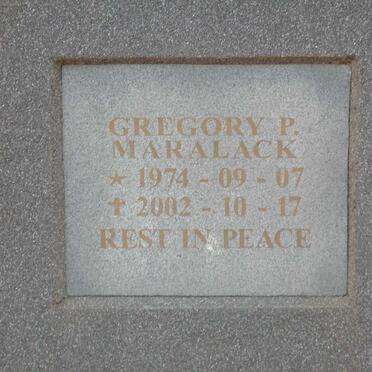 GREGORY P.
MARALACK
★ 1974 - 09 - 07
✝ 2002 - 10 - 17
REST IN PEACE